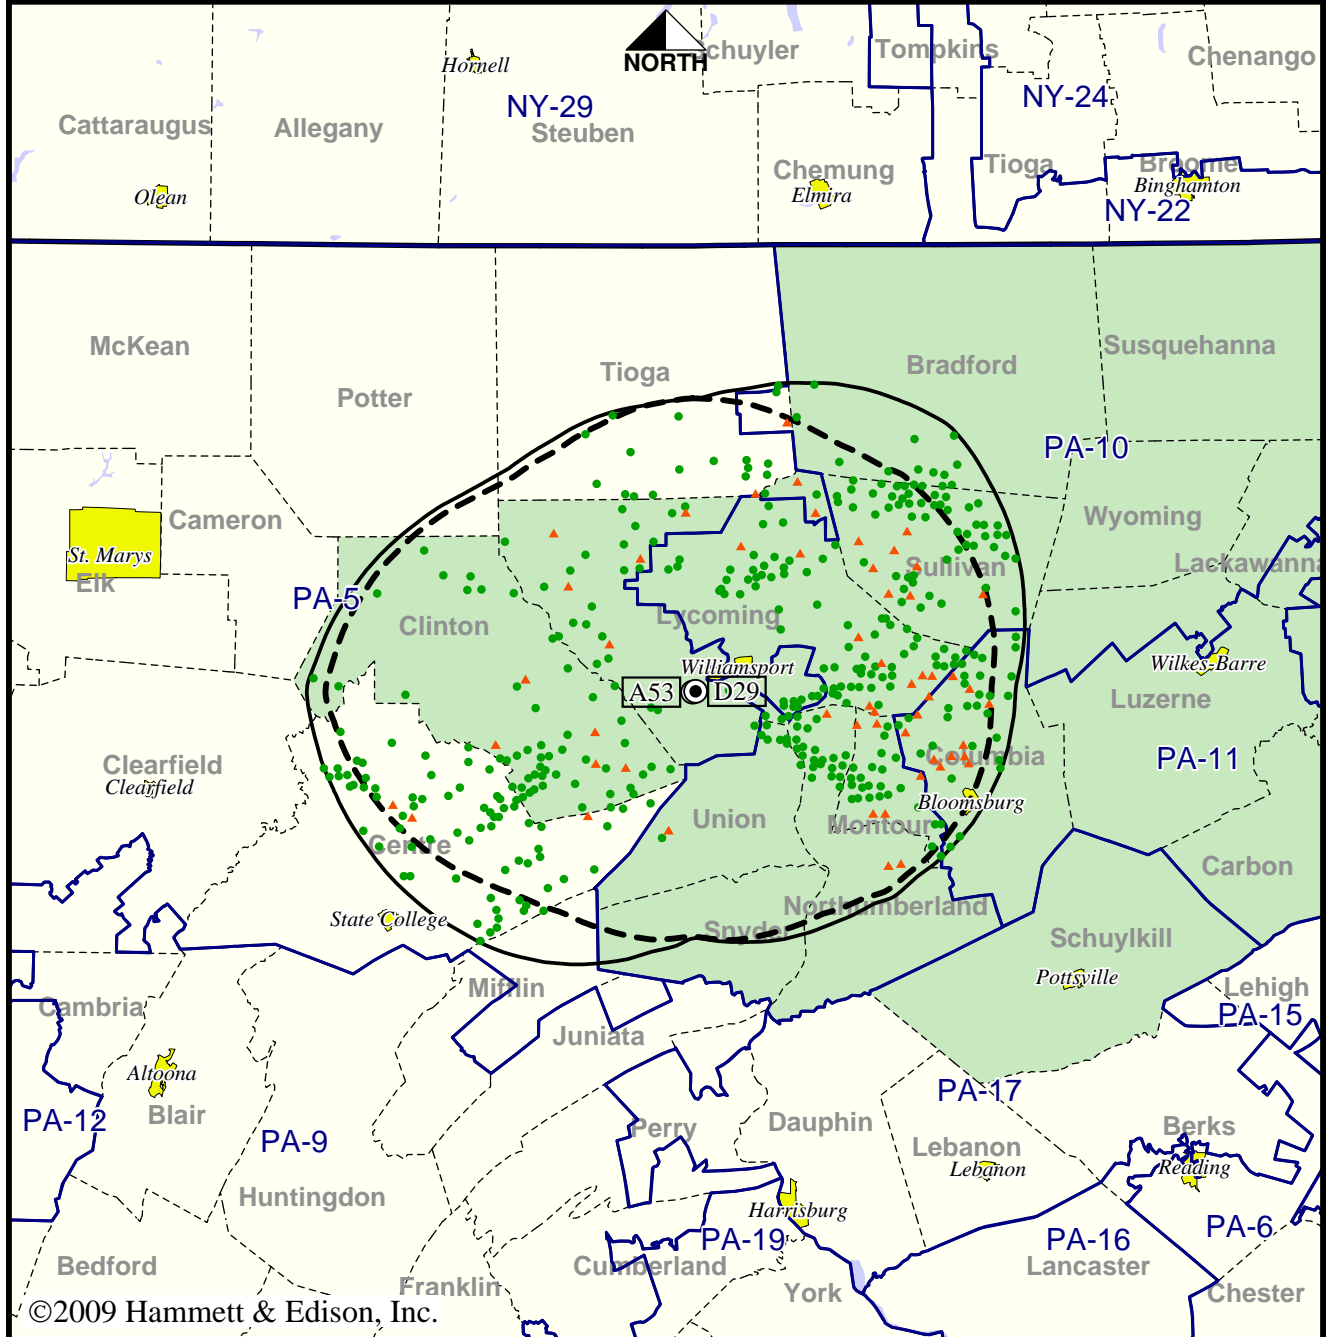 Hornell
NORTH
chuyler
Tompkins
Chenango
NY-29
NY-24
Cattaraugus
Allegany
Steuben
Chemung
Tioga
Broome
Olean
Elmira
Binghamton
NY-22
McKean
Potter
Tioga
Bradford
Susquehanna
PA-10
Cameron
Wyoming
St. Marys
Elk
Sullivan
Lackawanna
PA-5
Clinton
Lycoming
Williamsport
Wilkes-Barre
A53
D29
Luzerne
Clearfield
Clearfield
Columbia
PA-11
Bloomsburg
Union
Montour
Centre
Carbon
State College
Northumberland
Snyder
Schuylkill
Pottsville
Mifflin
Lehigh
Cambria
PA-15
Juniata
Altoona
Blair
PA-12
PA-9
PA-17
Perry
Dauphin
Lebanon
Lebanon
Berks
Reading
Huntingdon
Harrisburg
PA-19
PA-16
PA-6
Bedford
Franklin
Cumberland
York
Lancaster
Chester
©2009 Hammett & Edison, Inc.